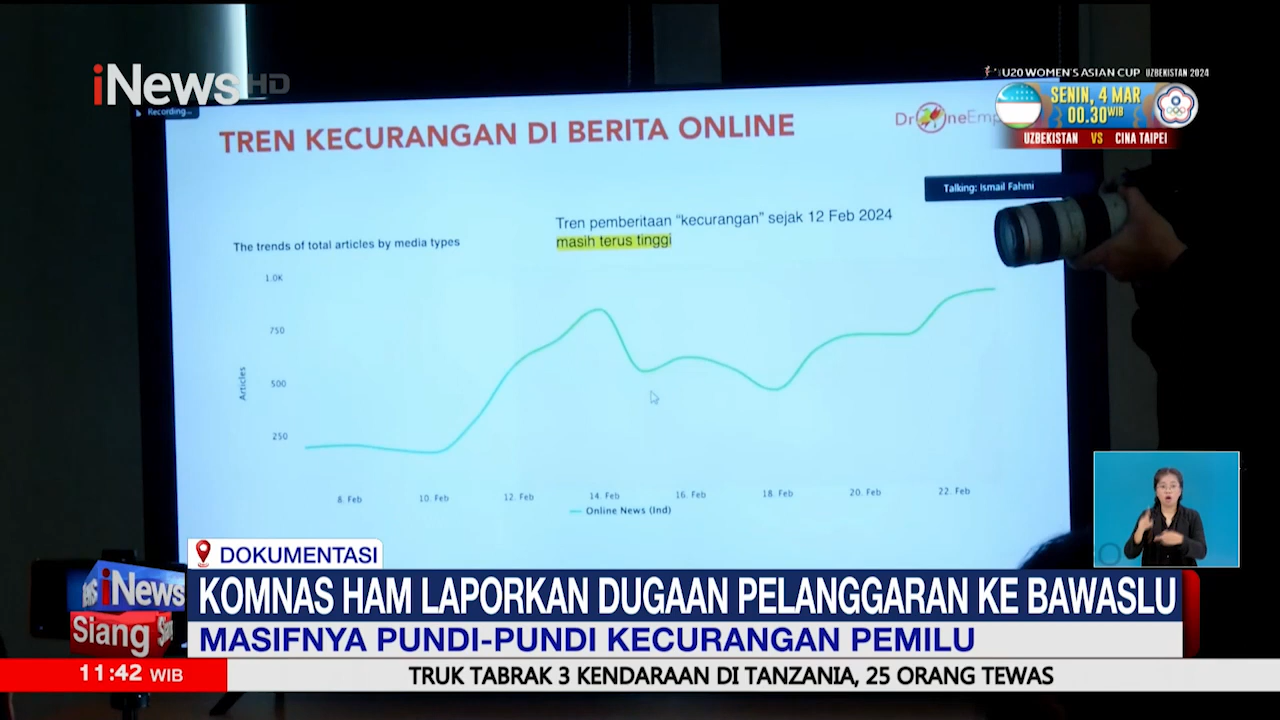 iNewsHD
U20 WOMEN'S ASIAN CUP UZBEKISTAN 2024
SENIN, 4 MAR
00.30 WIB
UZBEKISTAN VS CINA TAIPEI
Recording...
TREN KECURANGAN DI BERITA ONLINE
DroneEmp
Talking: Ismail Fahmi
Tren pemberitaan “kecurangan” sejak 12 Feb 2024
masih terus tinggi
The trends of total articles by media types
1.0K
750
500
250
Articles
8. Feb
10. Feb
12. Feb
14. Feb
16. Feb
18. Feb
20. Feb
22. Feb
Online News (Ind)
DOKUMENTASI
iNews
Siang
KOMNAS HAM LAPORKAN DUGAAN PELANGGARAN KE BAWASLU
MASIFNYA PUNDI-PUNDI KECURANGAN PEMILU
11:42 WIB
TRUK TABRAK 3 KENDARAAN DI TANZANIA, 25 ORANG TEWAS